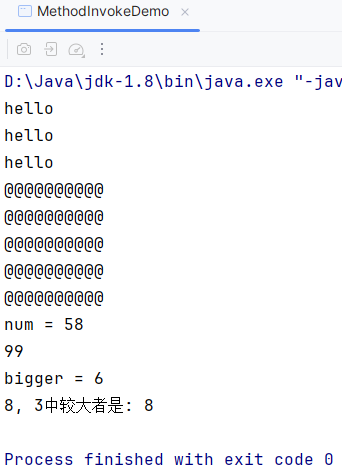 MethodInvokeDemo
D:\Java\jdk-1.8\bin\java.exe "-jav
hello
hello
hello
@@@@@@@@@@
@@@@@@@@@@
@@@@@@@@@@
@@@@@@@@@@
@@@@@@@@@@
num = 58
99
bigger = 6
8, 3中较大者是: 8
Process finished with exit code 0